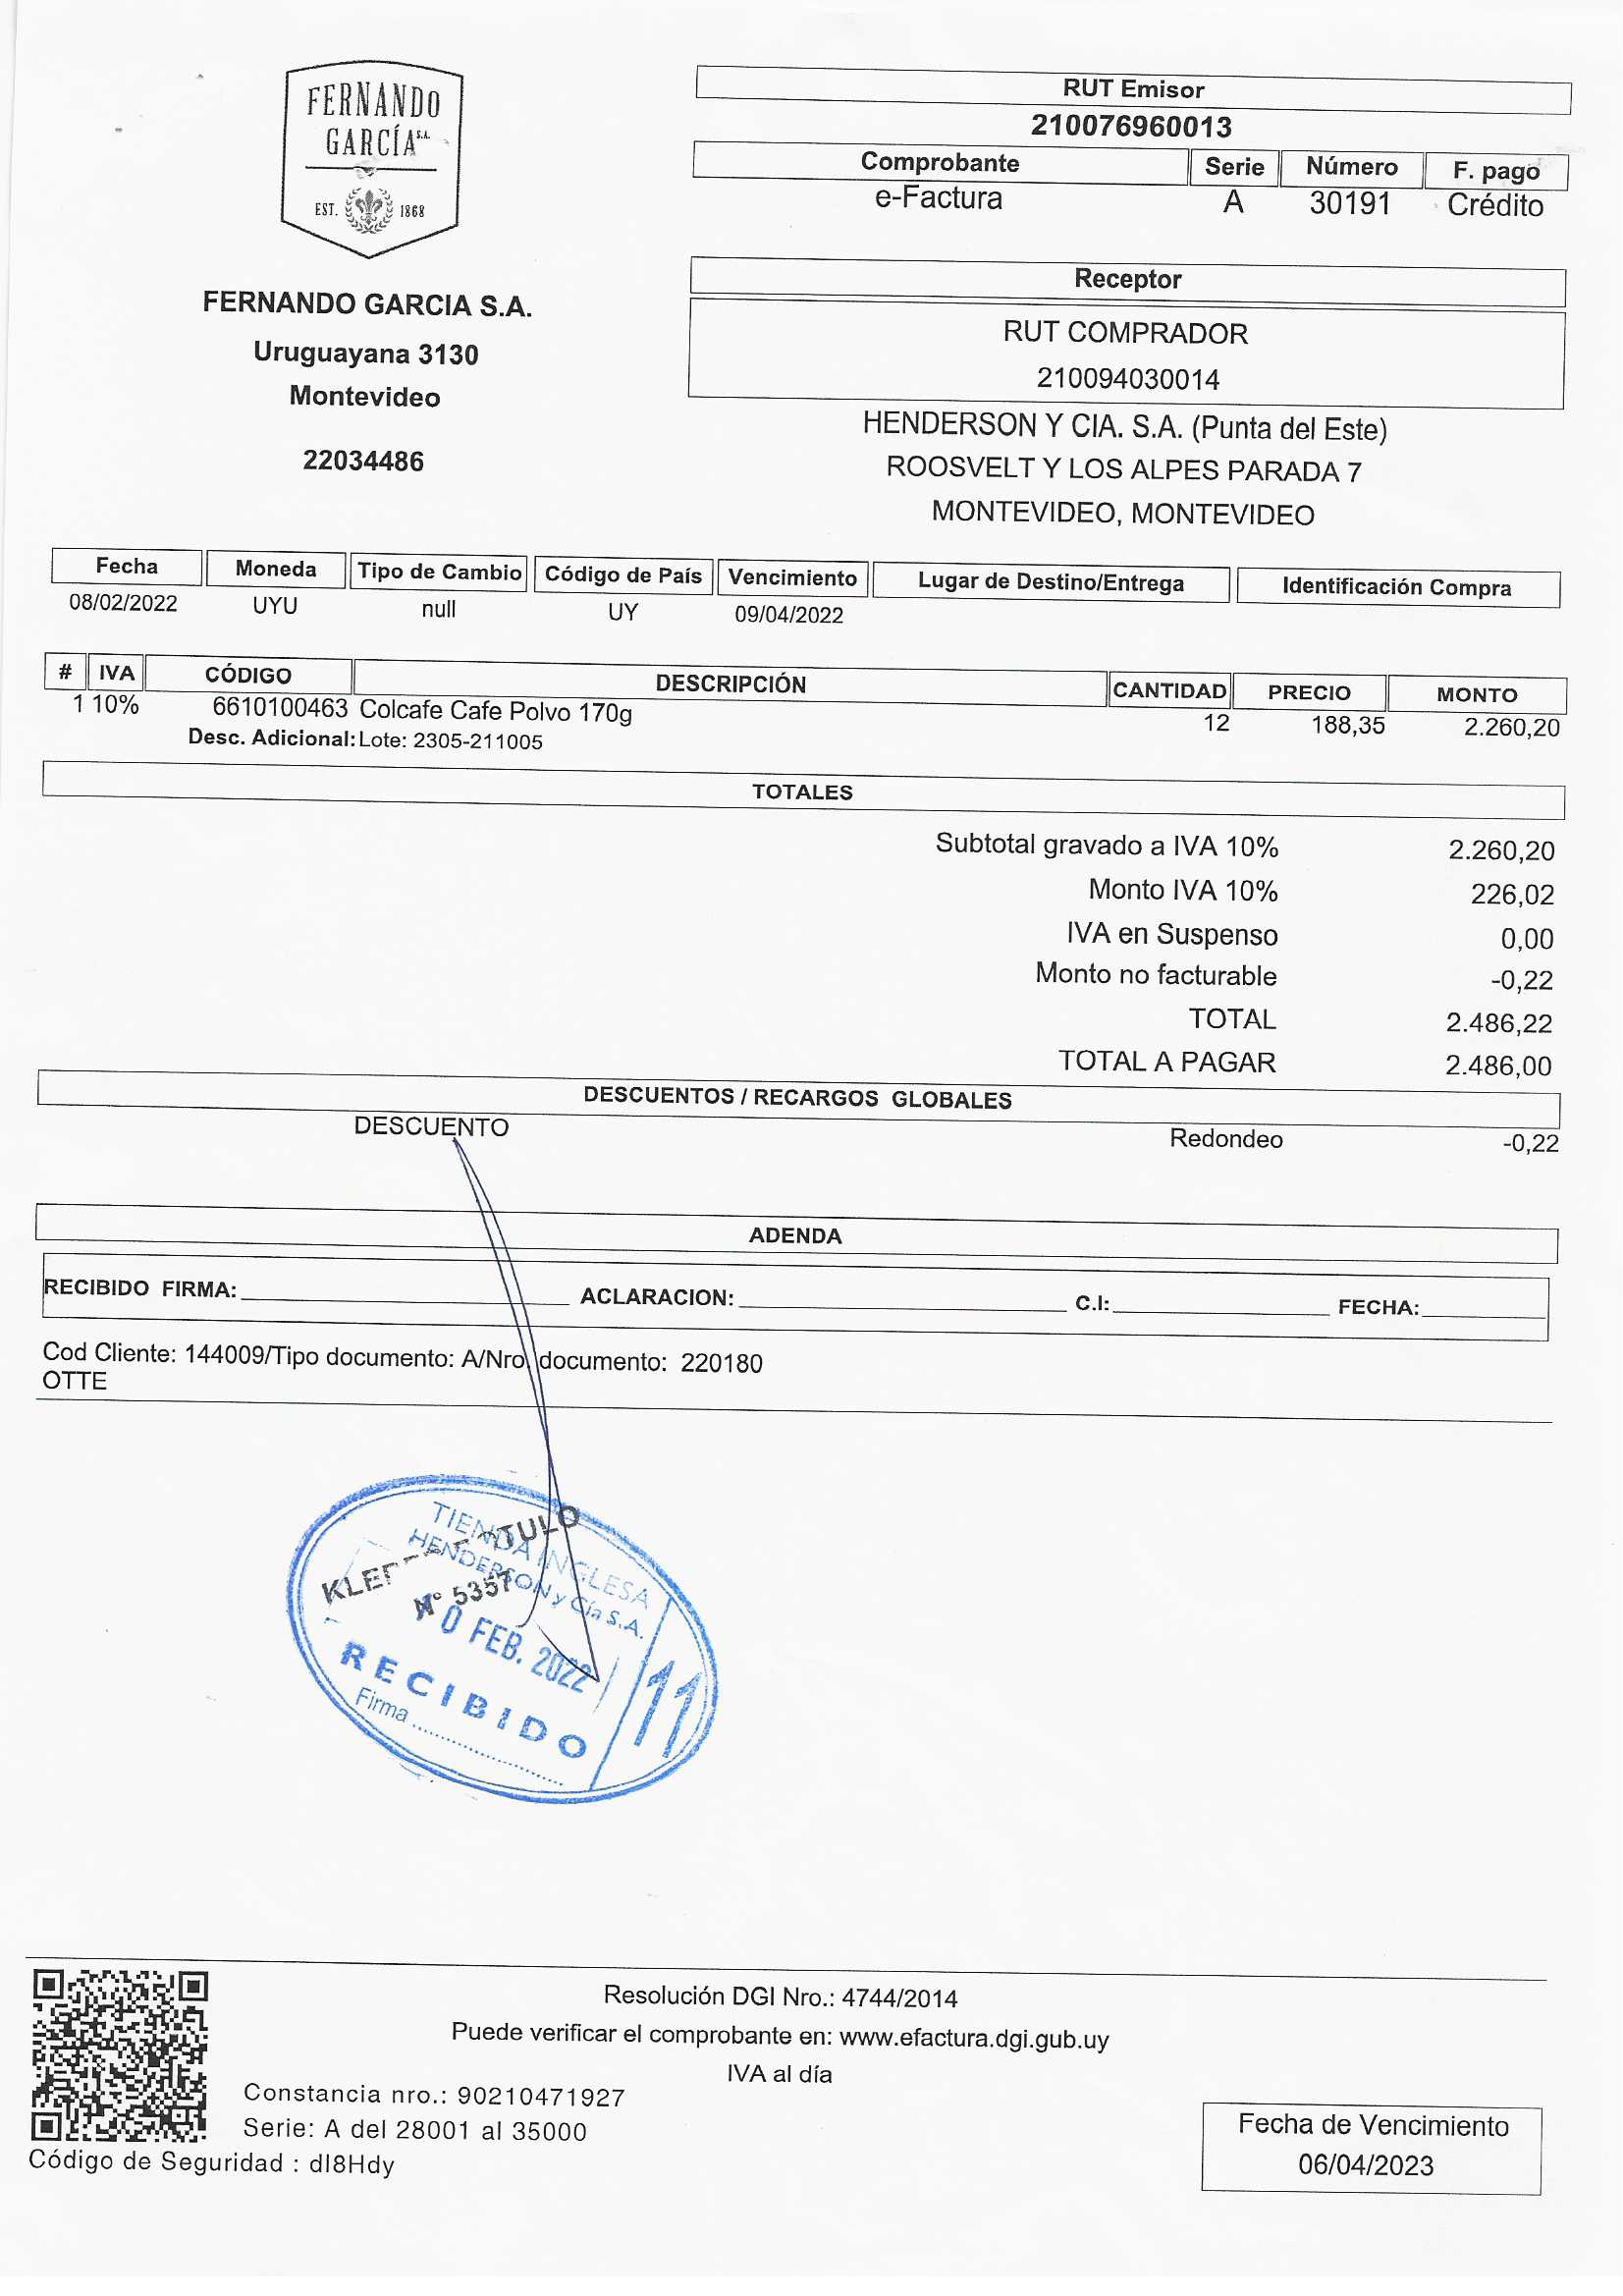 FERNANDO
GARCÍA S.A.
EST. 1868
FERNANDO GARCIA S.A.
Uruguayana 3130
Montevideo
22034486
RUT Emisor
210076960013
Comprobante Serie Número F. pago
e-Factura A 30191 Crédito
Receptor
RUT COMPRADOR
210094030014
HENDERSON Y CIA. S.A. (Punta del Este)
ROOSVELT Y LOS ALPES PARADA 7
MONTEVIDEO, MONTEVIDEO
Fecha Moneda Tipo de Cambio Código de País Vencimiento Lugar de Destino/Entrega Identificación Compra
08/02/2022 UYU null UY 09/04/2022
# IVA CÓDIGO DESCRIPCIÓN CANTIDAD PRECIO MONTO
1 10% 6610100463 Colcafe Cafe Polvo 170g 12 188,35 2.260,20
Desc. Adicional: Lote: 2305-211005
TOTALES
Subtotal gravado a IVA 10% 2.260,20
Monto IVA 10% 226,02
IVA en Suspenso 0,00
Monto no facturable -0,22
TOTAL 2.486,22
TOTAL A PAGAR 2.486,00
DESCUENTOS / RECARGOS GLOBALES
DESCUENTO Redondeo -0,22
ADENDA
RECIBIDO FIRMA: ACLARACION: C.I: FECHA:
Cod Cliente: 144009/Tipo documento: A/Nro documento: 220180
OTTE
TIENDA INGLESA
HENDERSON y Cía S.A.
Nº 5357
10 FEB. 2022
RECIBIDO
Firma
11
Resolución DGI Nro.: 4744/2014
Puede verificar el comprobante en: www.efactura.dgi.gub.uy
IVA al día
Constancia nro.: 90210471927
Serie: A del 28001 al 35000
Código de Seguridad : dI8Hdy
Fecha de Vencimiento
06/04/2023